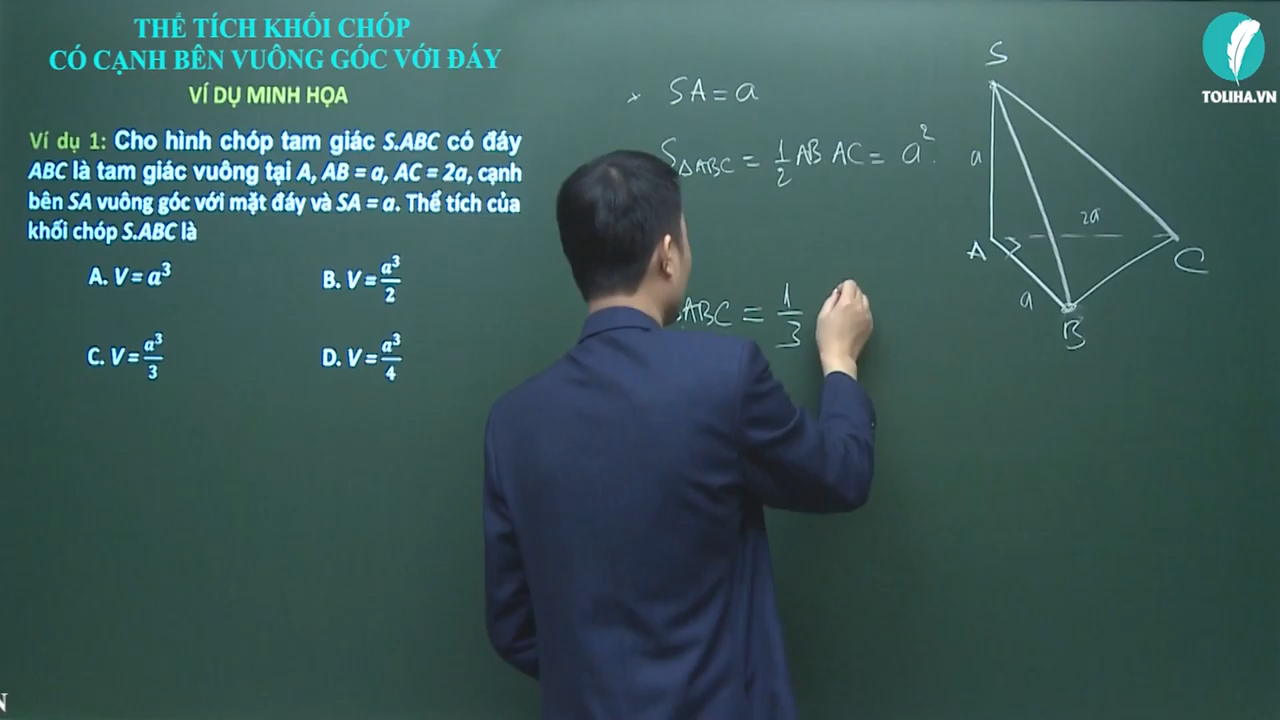 THỂ TÍCH KHỐI CHÓP
CÓ CẠNH BÊN VUÔNG GÓC VỚI ĐÁY
VÍ DỤ MINH HỌA
Ví dụ 1: Cho hình chóp tam giác S.ABC có đáy
ABC là tam giác vuông tại A, AB = a, AC = 2a, cạnh
bên SA vuông góc với mặt đáy và SA = a. Thể tích của
khối chóp S.ABC là
A. V = a³
B. V = a³/2
C. V = a³/3
D. V = a³/4
SA = a
S△ABC = 1/2 AB AC = a².
ABC = 1/3
S
a
2a
A
C
a
B
TOLIHA.VN
N